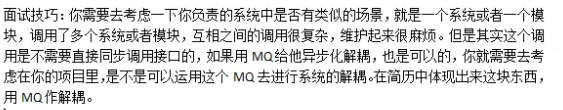 面试技巧：你需要去考虑一下你负责的系统中是否有类似的场景，就是一个系统或者一个模
块，调用了多个系统或者模块，互相之间的调用很复杂，维护起来很麻烦。但是其实这个调
用是不需要直接同步调用接口的，如果用 MQ 给他异步化解耦，也是可以的，你就需要去考
虑在你的项目里，是不是可以运用这个 MQ 去进行系统的解耦。在简历中体现出来这块东西，
用 MQ 作解耦。